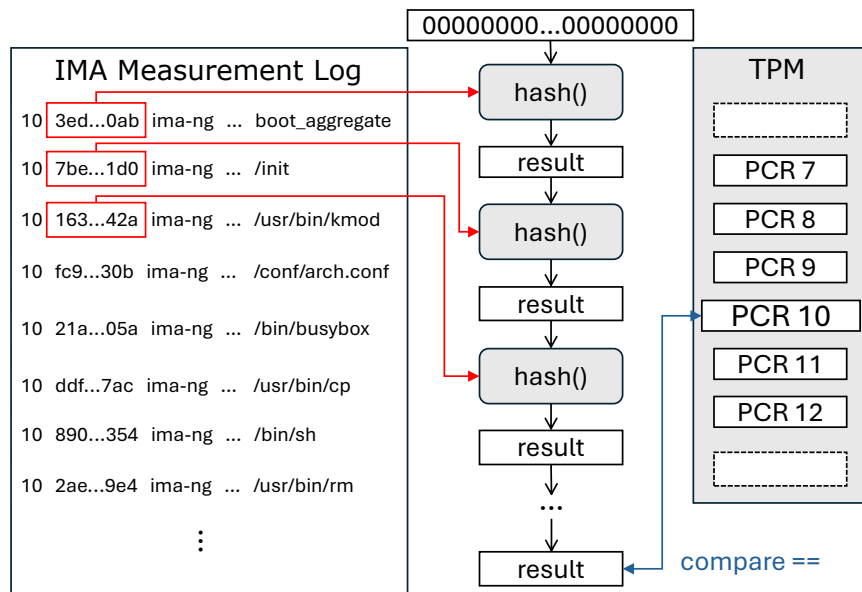 00000000...00000000
IMA Measurement Log
10 3ed...0ab ima-ng ... boot_aggregate
10 7be...1d0 ima-ng ... /init
10 163...42a ima-ng ... /usr/bin/kmod
10 fc9...30b ima-ng ... /conf/arch.conf
10 21a...05a ima-ng ... /bin/busybox
10 ddf...7ac ima-ng ... /usr/bin/cp
10 890...354 ima-ng ... /bin/sh
10 2ae...9e4 ima-ng ... /usr/bin/rm
⋮
hash()
result
hash()
result
hash()
result
...
result
TPM
PCR 7
PCR 8
PCR 9
PCR 10
PCR 11
PCR 12
compare ==